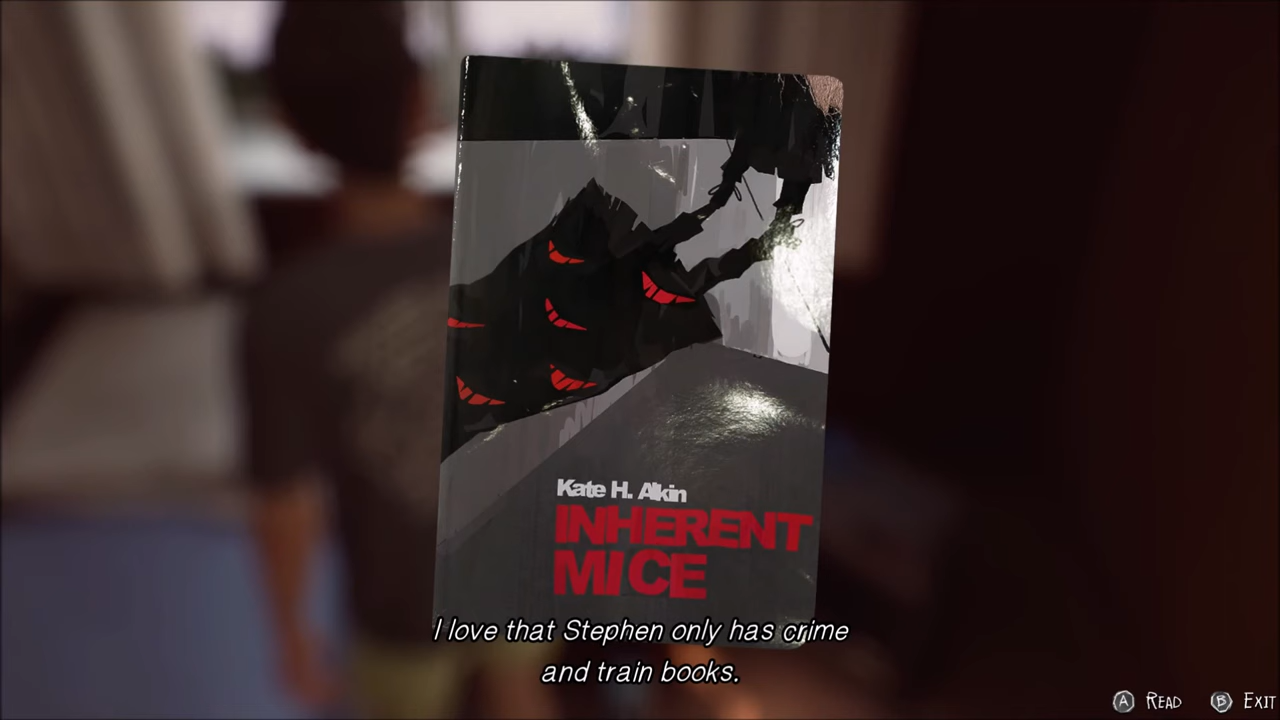 Kate H. Alkin
INHERENT
MICE
I love that Stephen only has crime
and train books.
A READ B EXIT